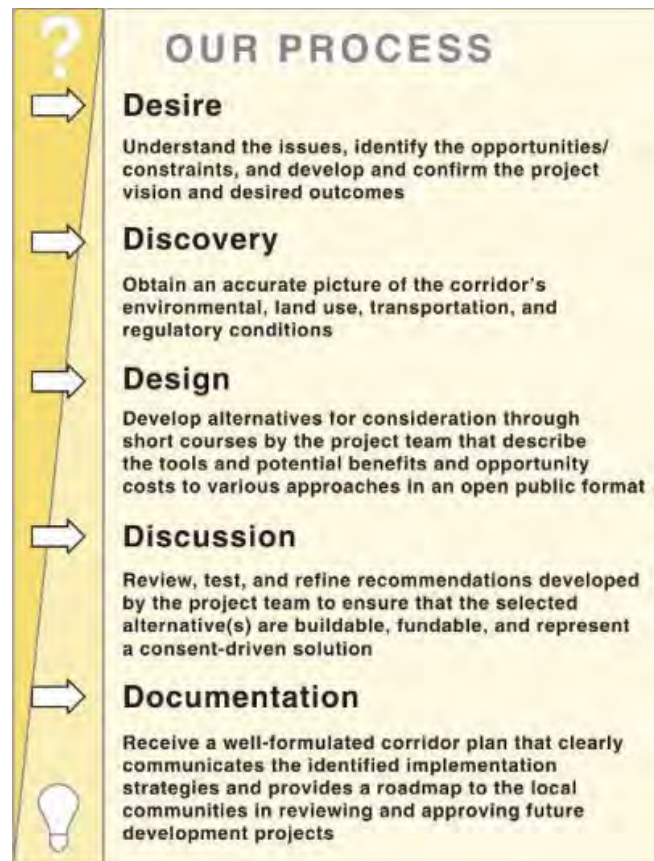 ?
OUR PROCESS
Desire
Understand the issues, identify the opportunities/
constraints, and develop and confirm the project
vision and desired outcomes
Discovery
Obtain an accurate picture of the corridor's
environmental, land use, transportation, and
regulatory conditions
Design
Develop alternatives for consideration through
short courses by the project team that describe
the tools and potential benefits and opportunity
costs to various approaches in an open public format
Discussion
Review, test, and refine recommendations developed
by the project team to ensure that the selected
alternative(s) are buildable, fundable, and represent
a consent-driven solution
Documentation
Receive a well-formulated corridor plan that clearly
communicates the identified implementation
strategies and provides a roadmap to the local
communities in reviewing and approving future
development projects